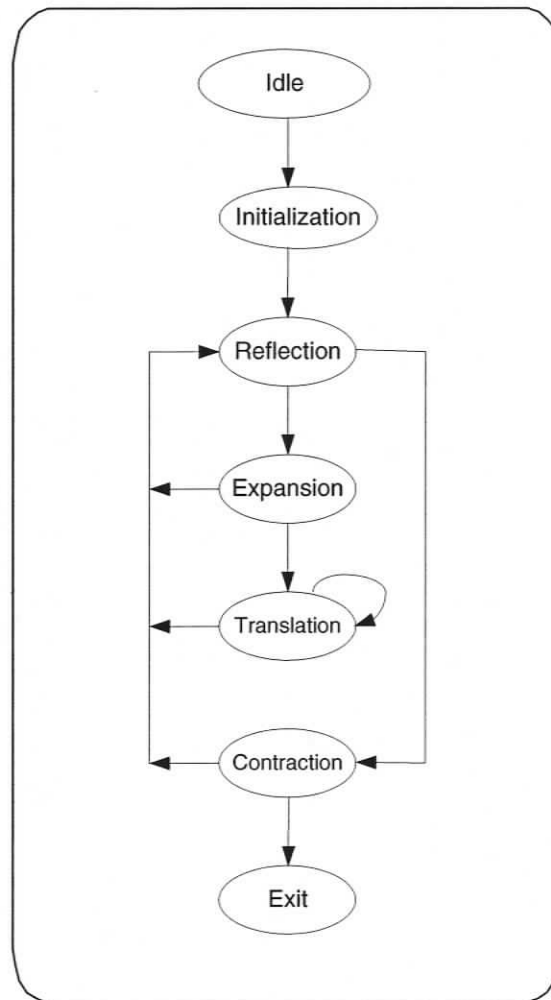 Idle
Initialization
Reflection
Expansion
Translation
Contraction
Exit